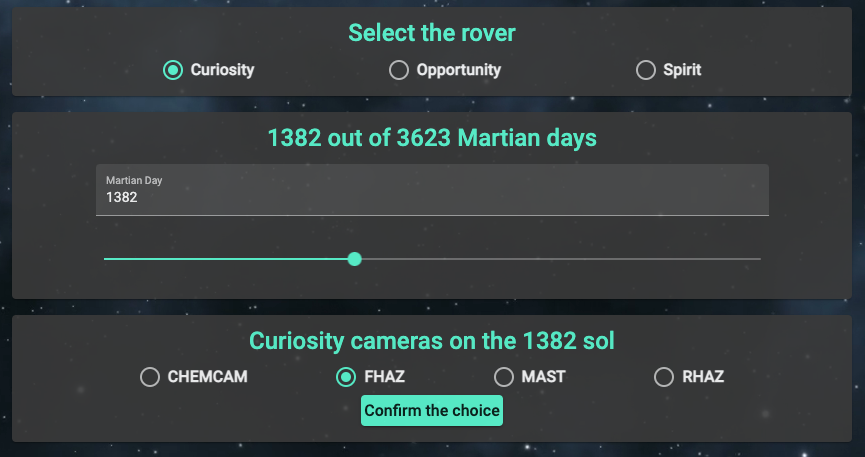 Select the rover
Curiosity Opportunity Spirit
1382 out of 3623 Martian days
Martian Day
1382
Curiosity cameras on the 1382 sol
CHEMCAM FHAZ MAST RHAZ
Confirm the choice